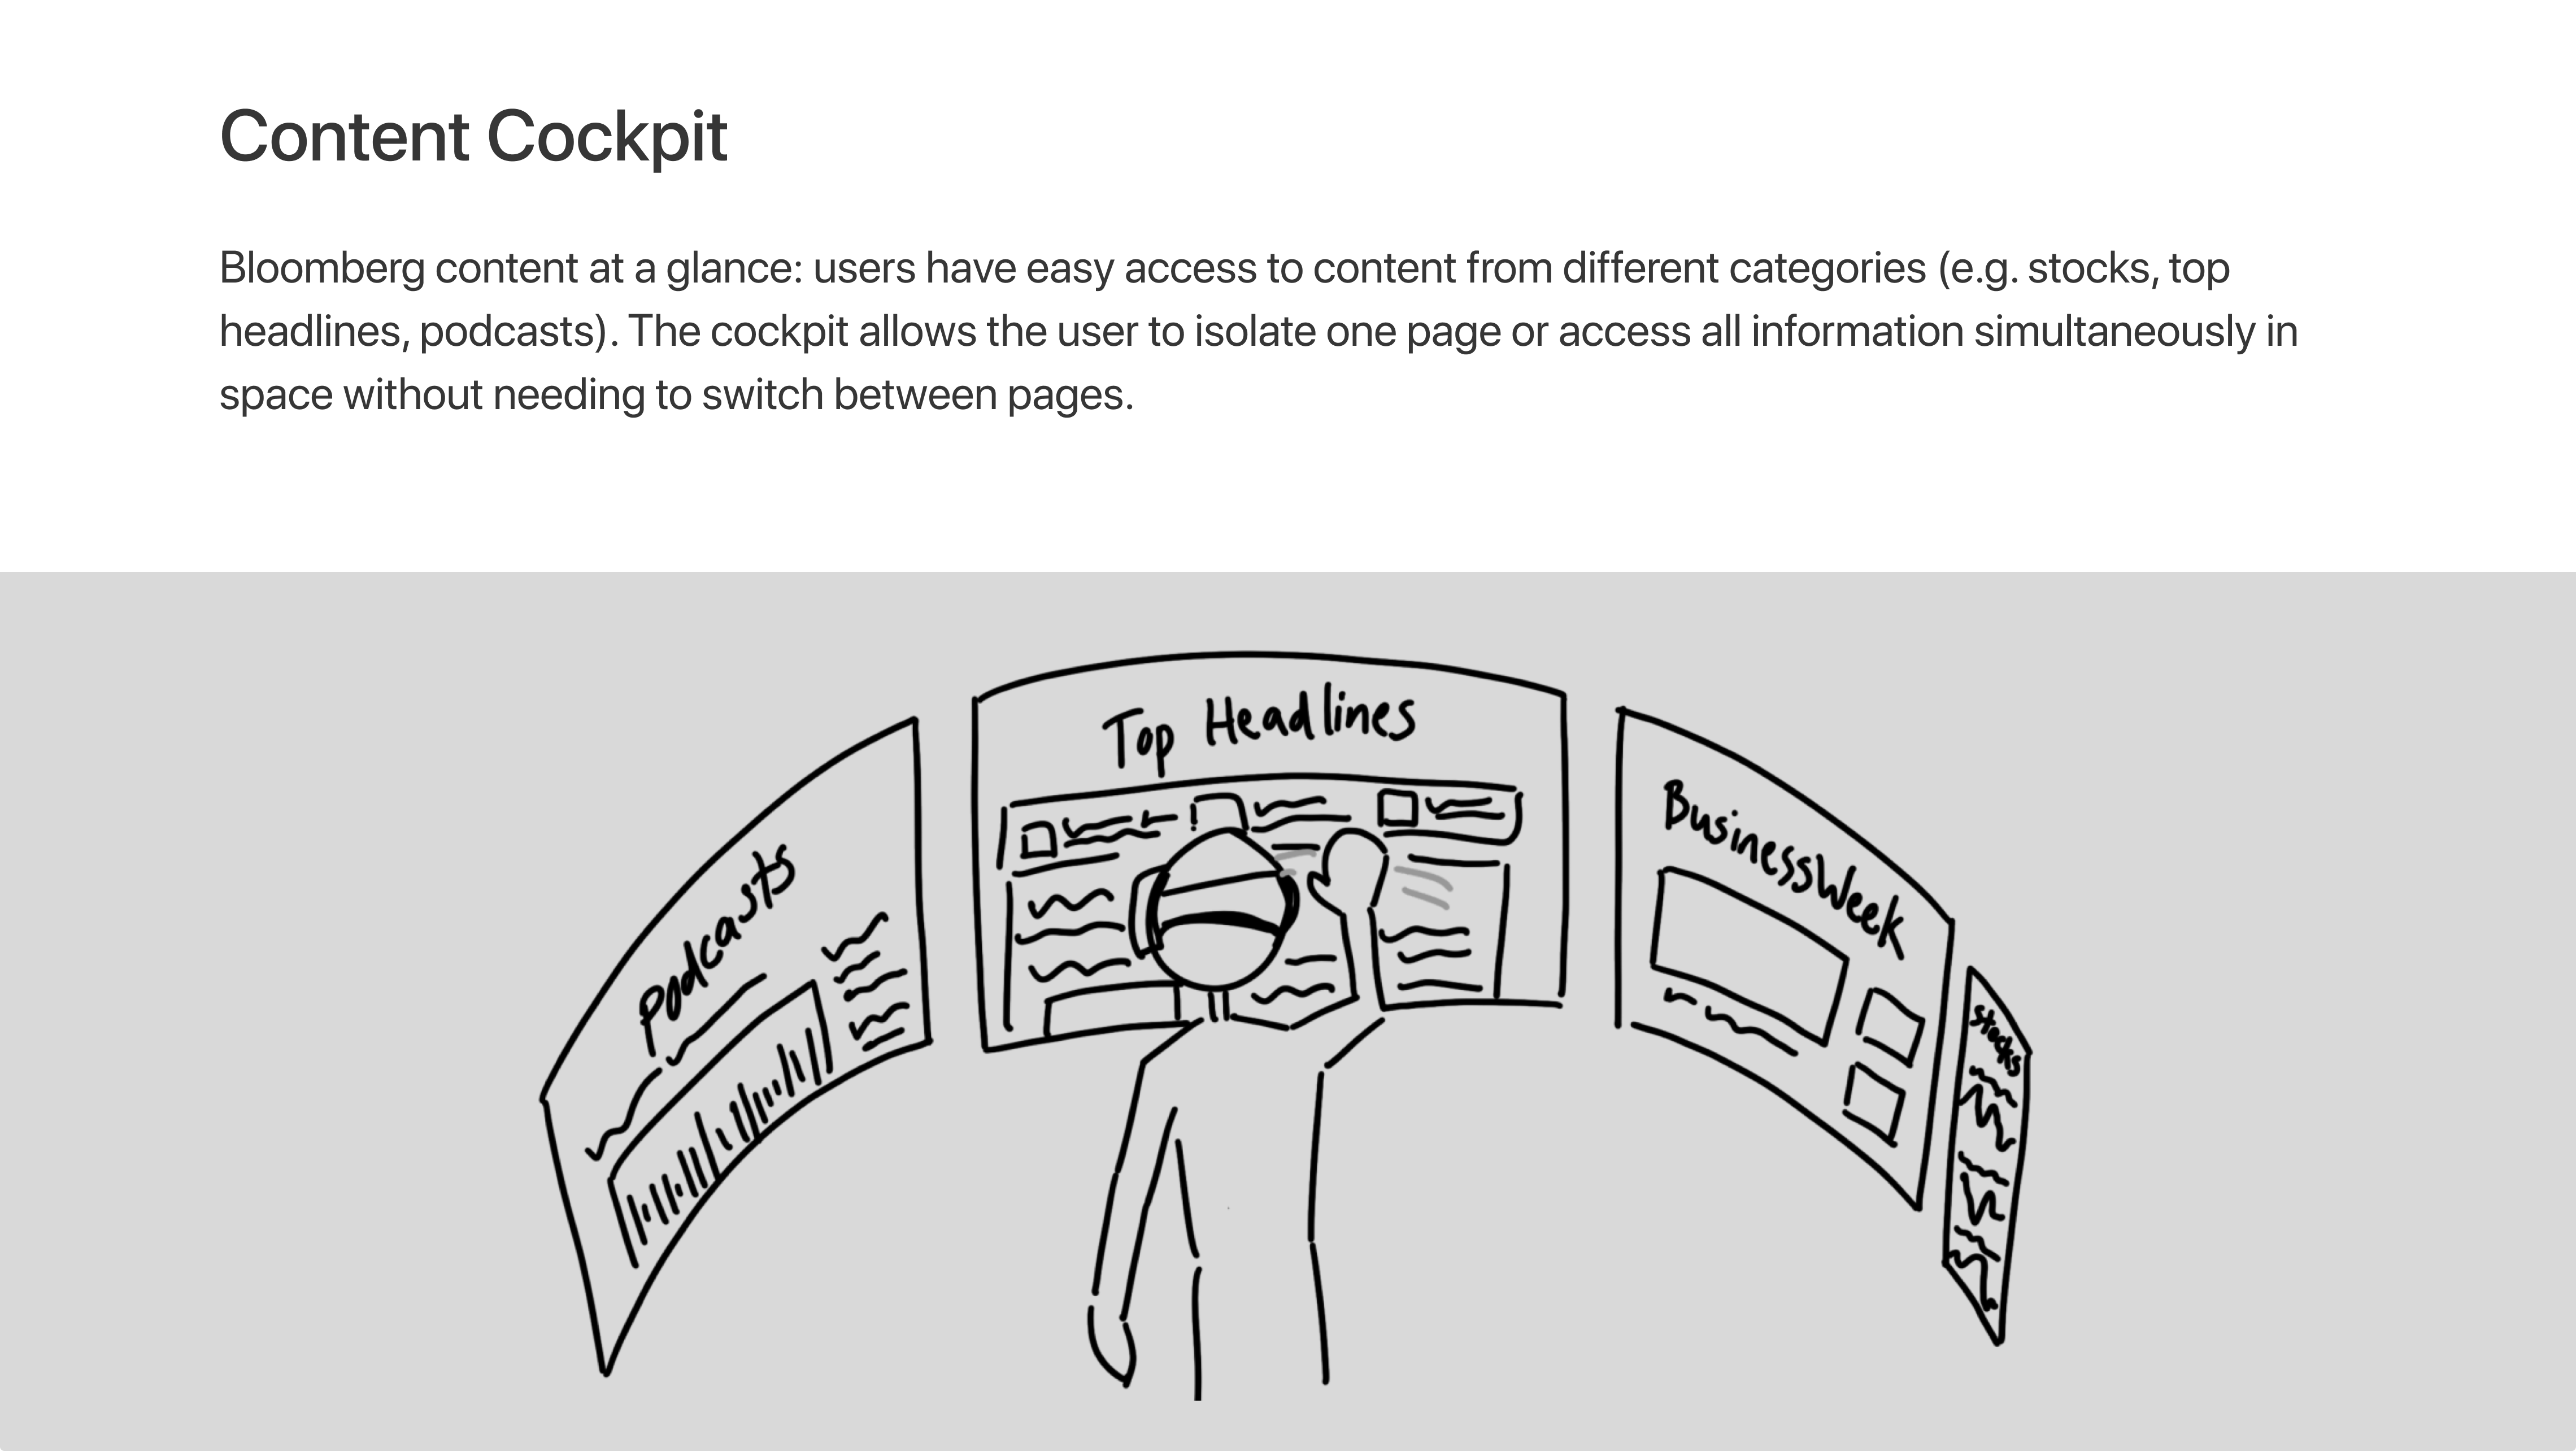 Content Cockpit
Bloomberg content at a glance: users have easy access to content from different categories (e.g. stocks, top
headlines, podcasts). The cockpit allows the user to isolate one page or access all information simultaneously in
space without needing to switch between pages.
Podcasts
Top Headlines
BusinessWeek
Stocks